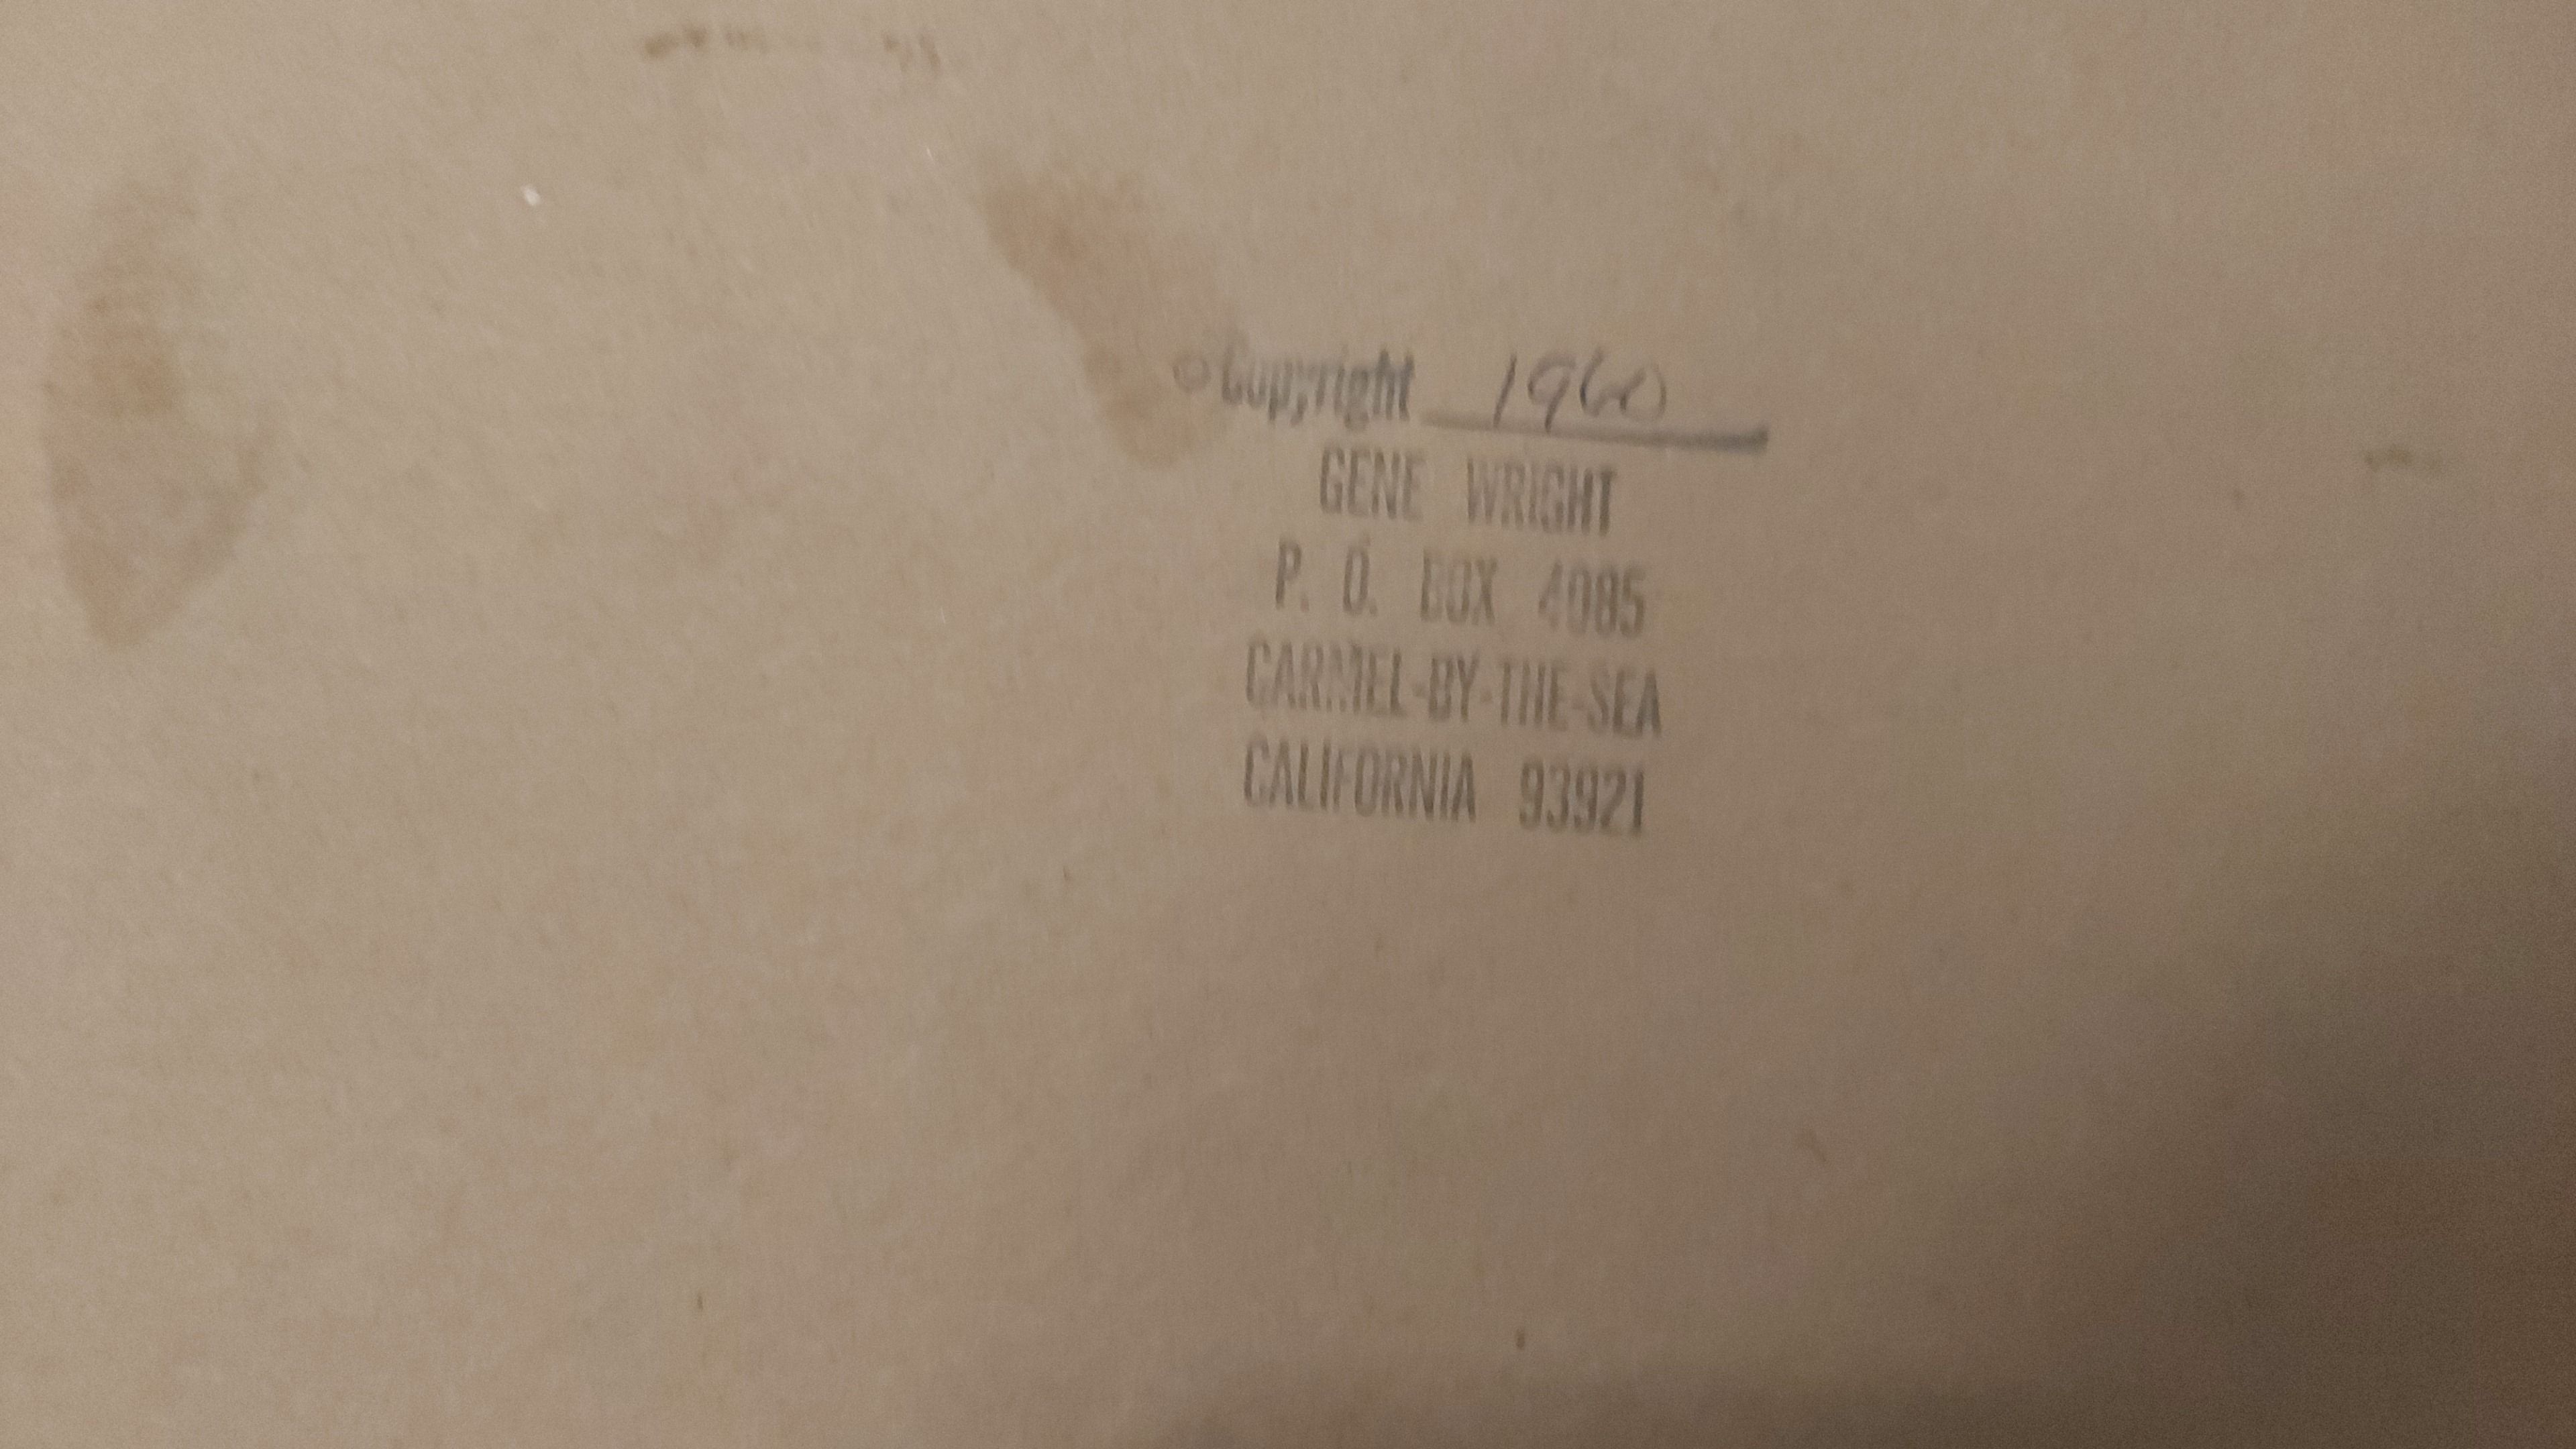 © Copyright 1960
GENE WRIGHT
P. O. BOX 4085
CARMEL-BY-THE-SEA
CALIFORNIA 93921